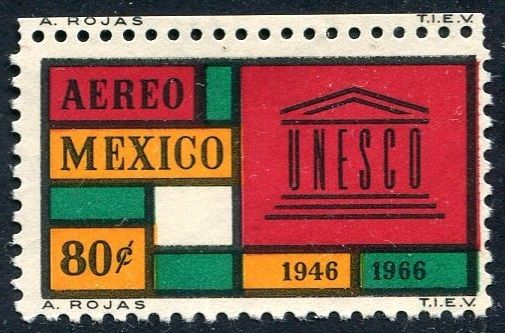 A. ROJAS T.I.E.V.
AEREO
MEXICO
UNESCO
80¢
1946 1966
A. ROJAS T.I.E.V.